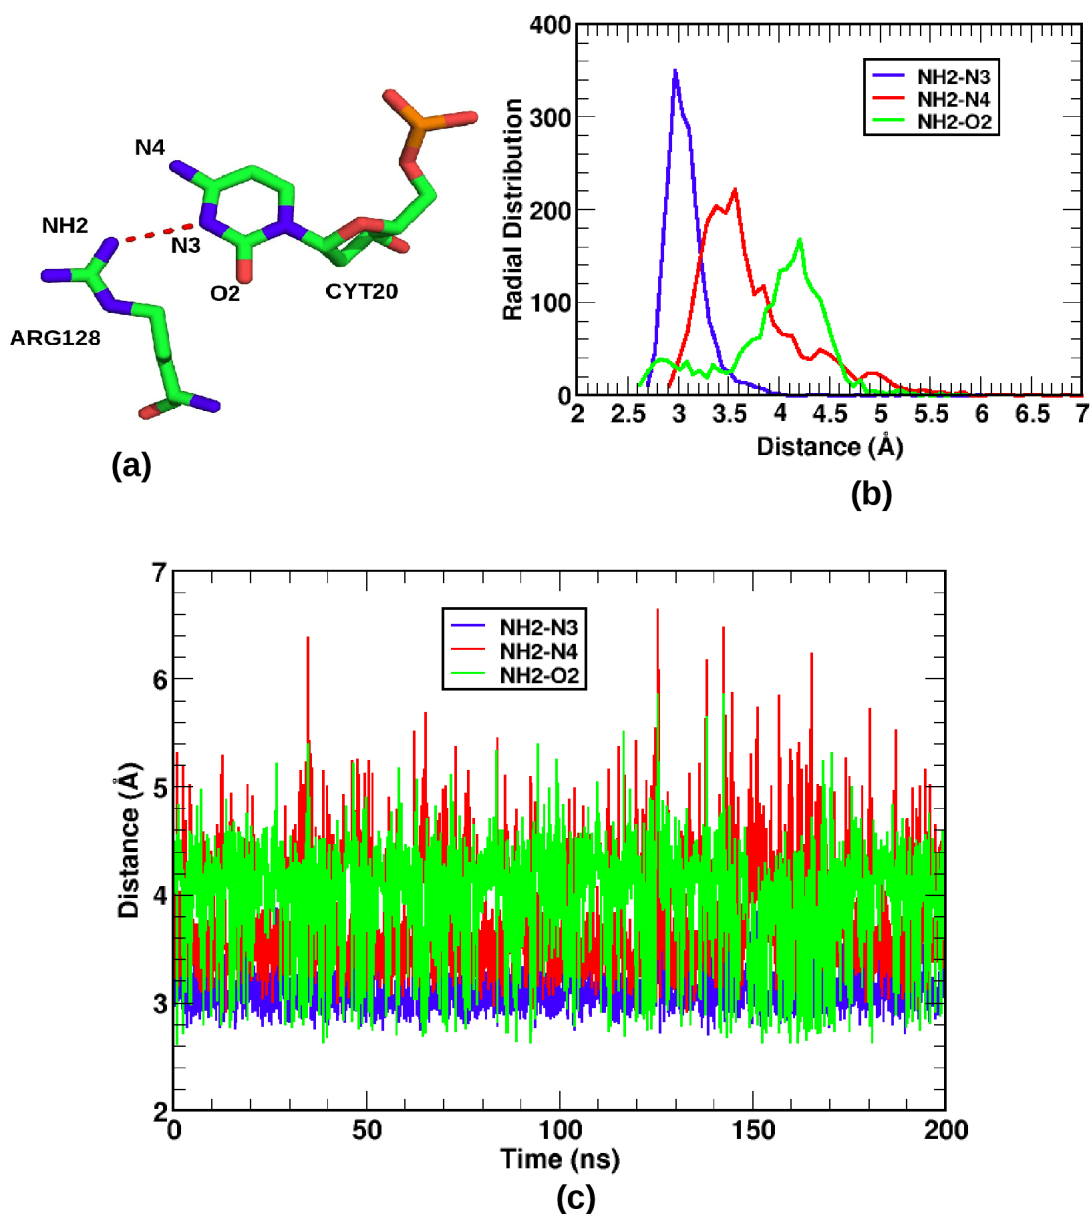 N4
NH2
N3
O2
CYT20
ARG128
(a)
400
300
200
100
0
Radial Distribution
NH2-N3
NH2-N4
NH2-O2
2 2.5 3 3.5 4 4.5 5 5.5 6 6.5 7
Distance (Å)
(b)
7
6
5
4
3
2
Distance (Å)
NH2-N3
NH2-N4
NH2-O2
0 50 100 150 200
Time (ns)
(c)